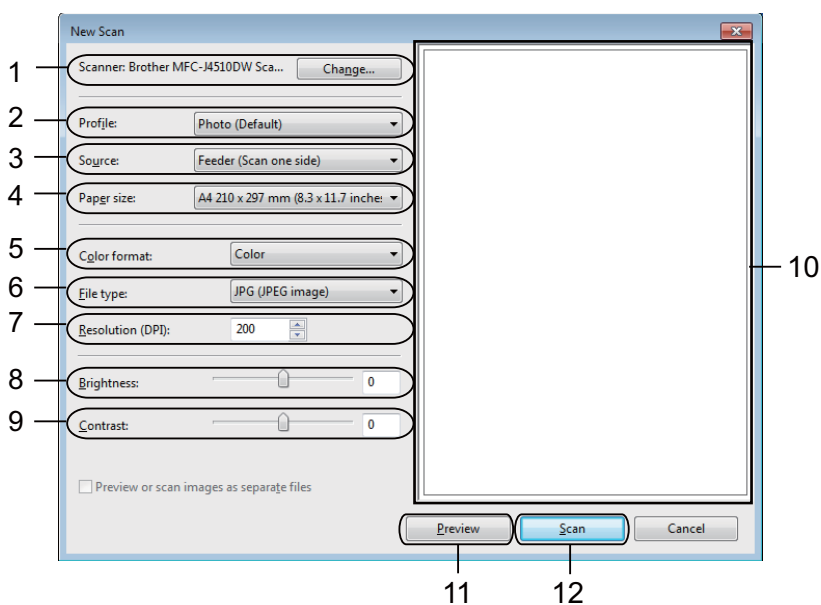 New Scan
1 Scanner: Brother MFC-J4510DW Sca... Change...
2 Profile: Photo (Default)
3 Source: Feeder (Scan one side)
4 Paper size: A4 210 x 297 mm (8.3 x 11.7 inche:
5 Color format: Color
6 File type: JPG (JPEG image)
7 Resolution (DPI): 200
8 Brightness: 0
9 Contrast: 0
10
Preview or scan images as separate files
Preview Scan Cancel
11 12